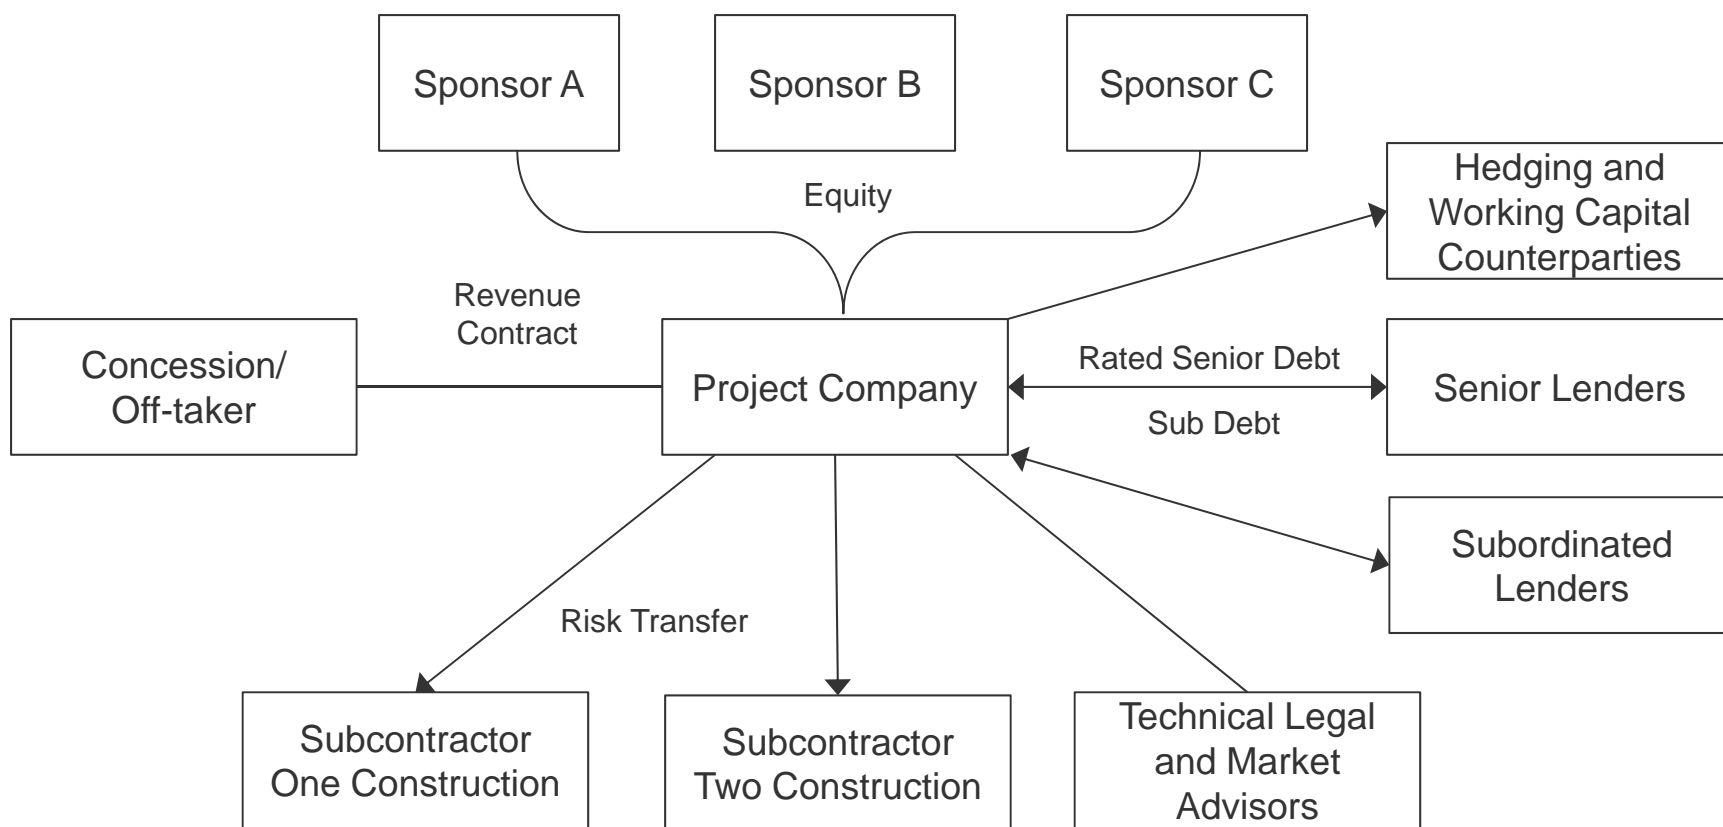 Sponsor A
Sponsor B
Sponsor C
Equity
Hedging and
Working Capital
Counterparties
Revenue
Contract
Concession/
Off-taker
Project Company
Rated Senior Debt
Sub Debt
Senior Lenders
Subordinated
Lenders
Risk Transfer
Subcontractor
One Construction
Subcontractor
Two Construction
Technical Legal
and Market
Advisors